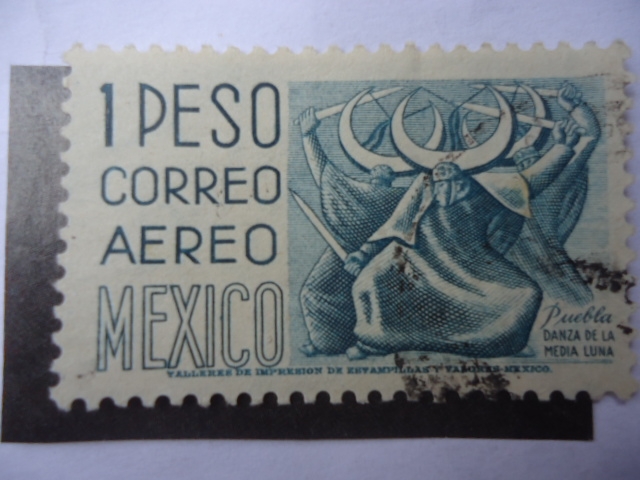 1 PESO
CORREO
AEREO
MEXICO
Puebla
DANZA DE LA
MEDIA LUNA
TALLERES DE IMPRESION DE ESTAMPILLAS Y VALORES-MEXICO.